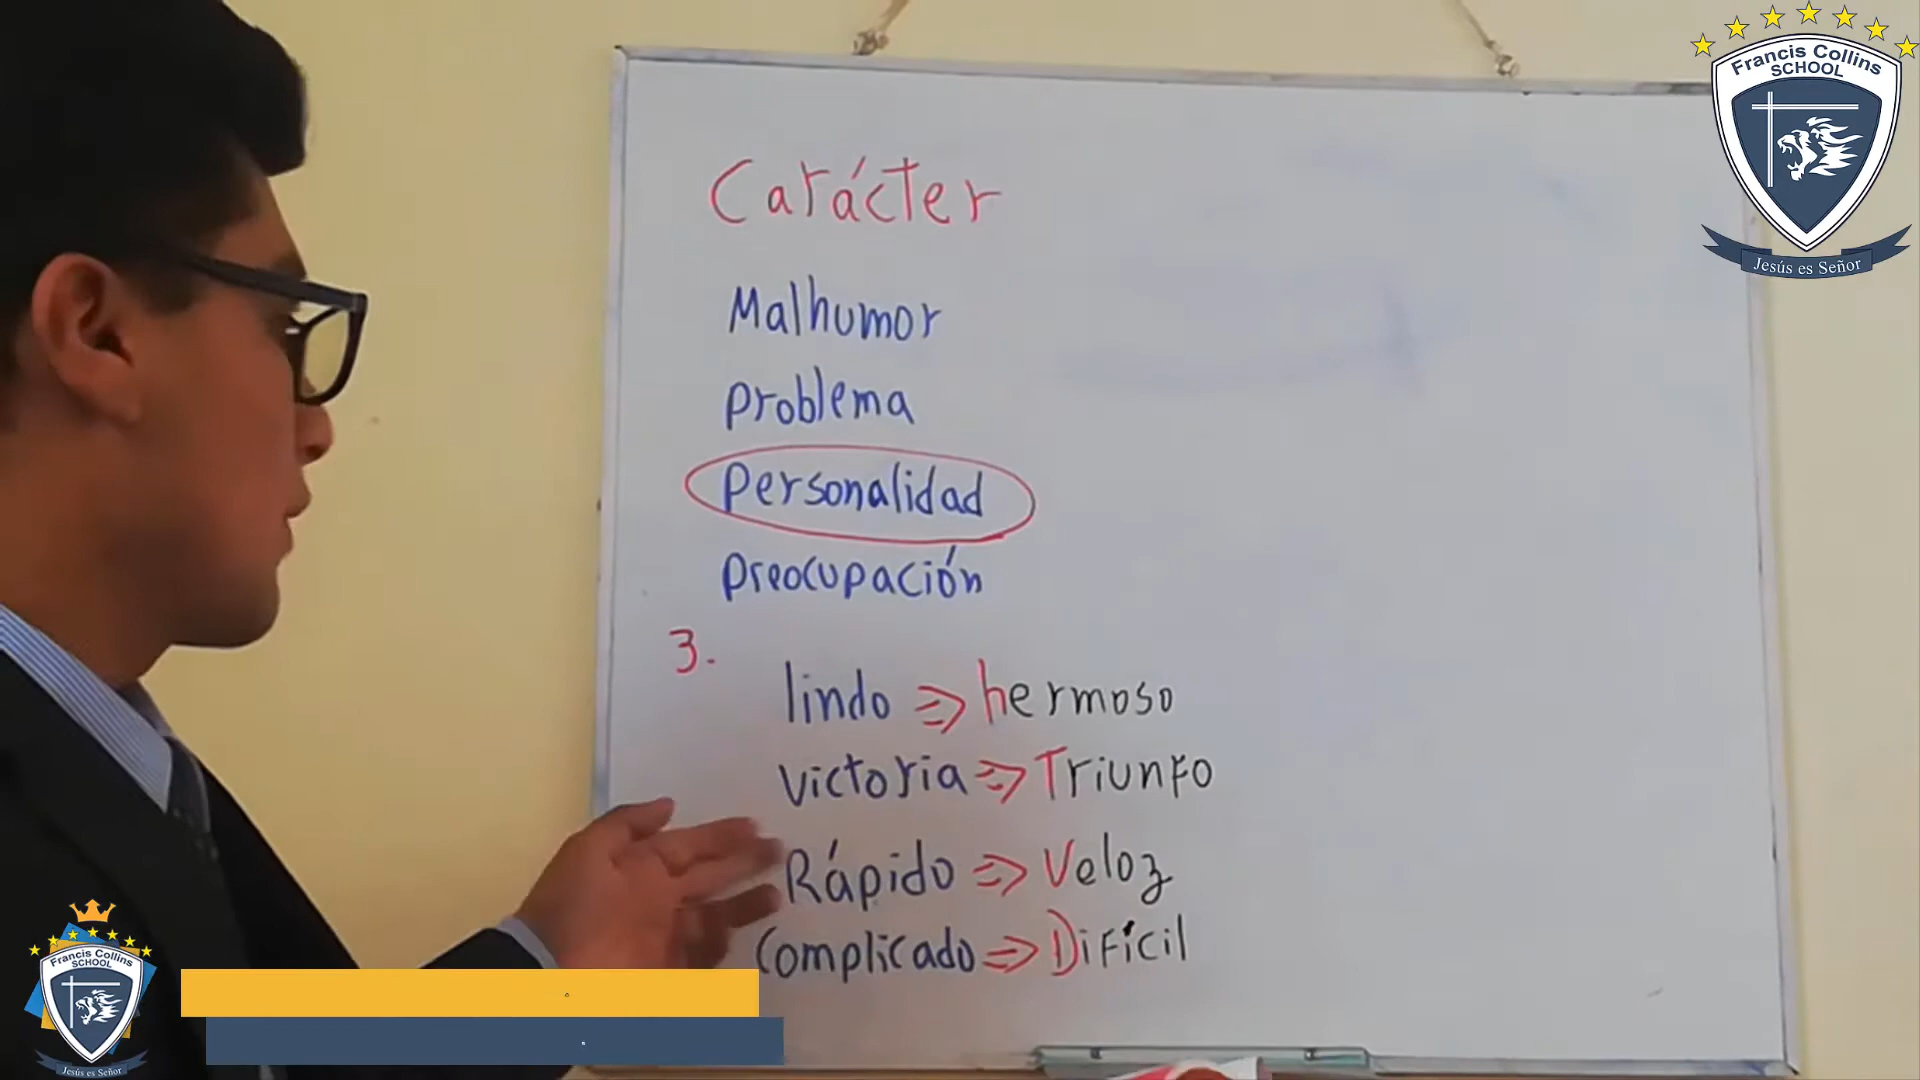 Francis Collins
SCHOOL
Jesús es Señor
Carácter
Malhumor
problema
Personalidad
preocupación
3.
lindo => hermoso
victoria => Triunfo
Rápido => Veloz
Complicado => Difícil
Francis Collins
SCHOOL
Jesús es Señor